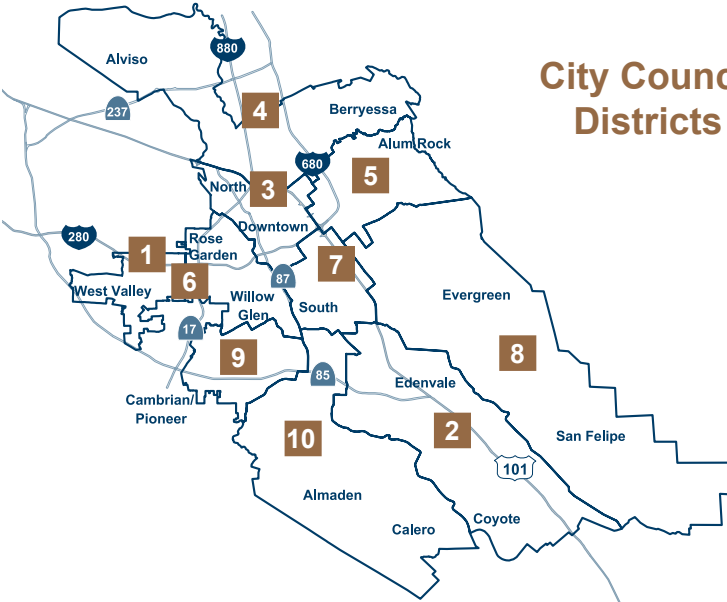 City Counc
Districts
Alviso
880
237
4
Berryessa
Alum Rock
680
5
North
3
Downtown
280
1
Rose
Garden
7
6
87
West Valley
Willow
Glen
South
Evergreen
17
9
85
8
Edenvale
Cambrian/
Pioneer
10
2
San Felipe
101
Almaden
Coyote
Calero